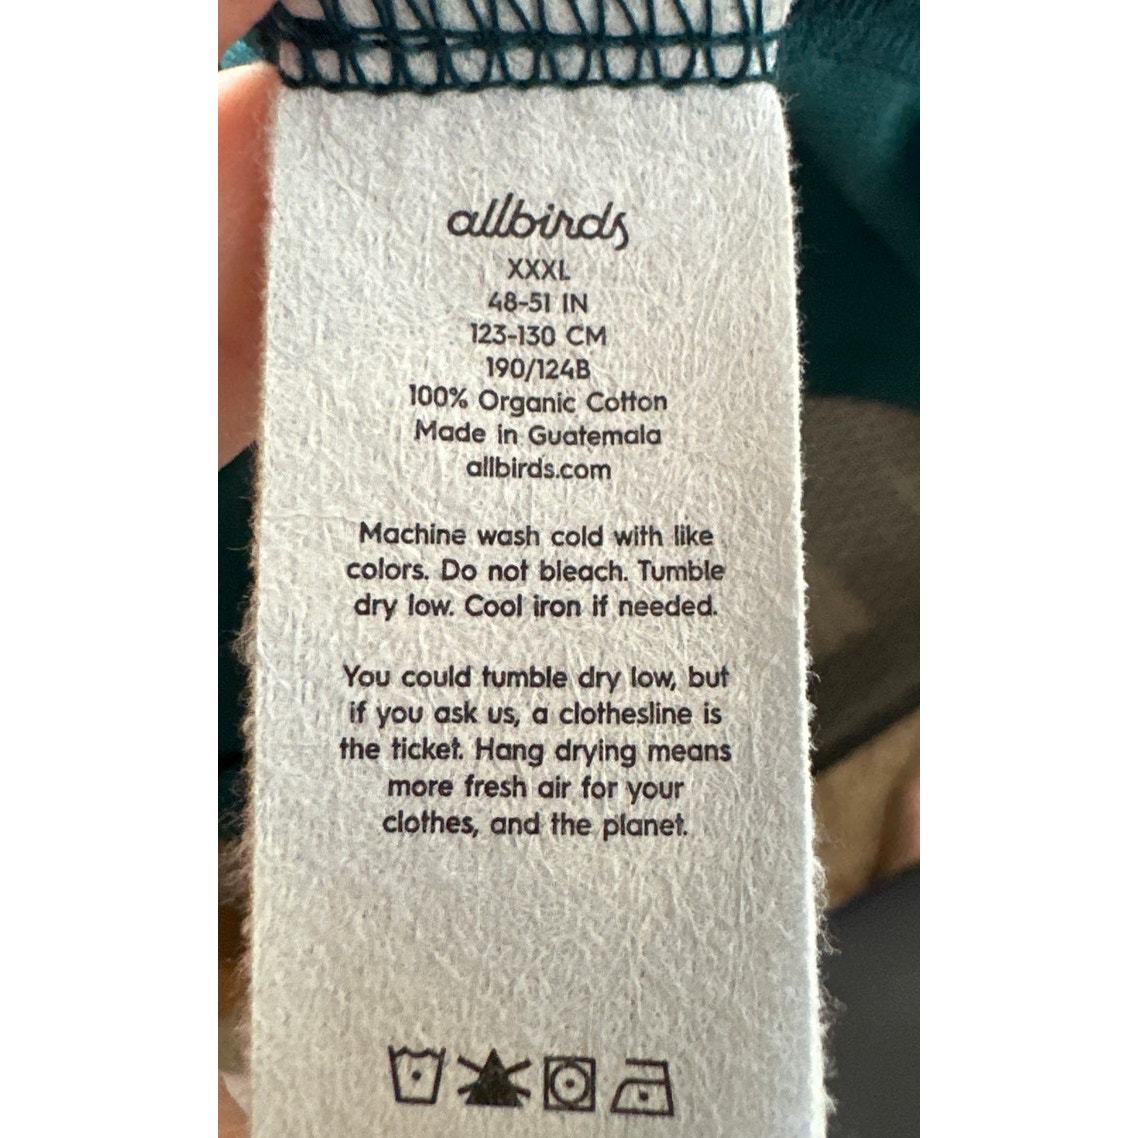 allbirds
XXXL
48-51 IN
123-130 CM
190/124B
100% Organic Cotton
Made in Guatemala
allbirds.com
Machine wash cold with like
colors. Do not bleach. Tumble
dry low. Cool iron if needed.
You could tumble dry low, but
if you ask us, a clothesline is
the ticket. Hang drying means
more fresh air for your
clothes, and the planet.